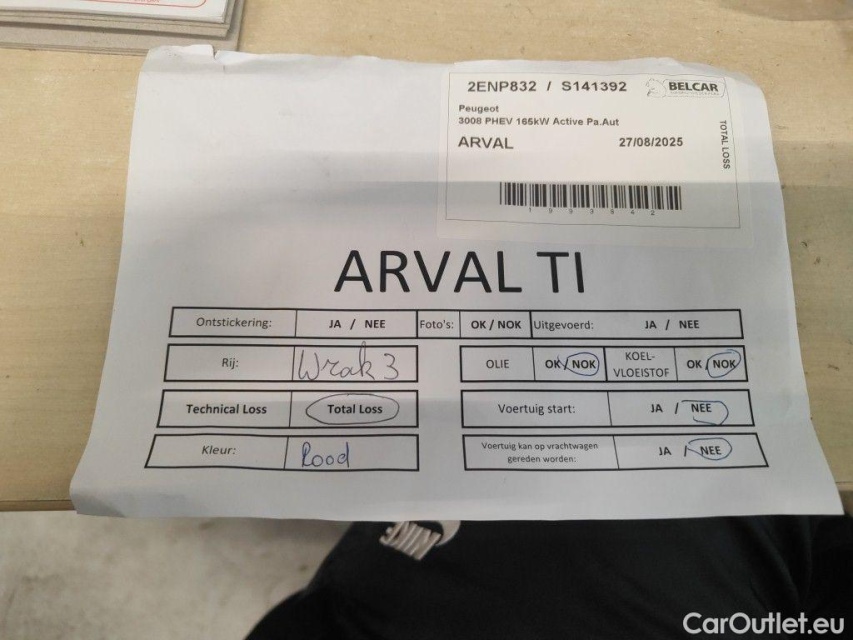 2ENP832 / S141392 BELCAR
Peugeot
3008 PHEV 165kW Active Pa.Aut
ARVAL 27/08/2025
TOTAL LOSS
1993942
ARVAL TI
Ontstickering: JA / NEE Foto's: OK / NOK Uitgevoerd: JA / NEE
Rij: Wrak 3 OLIE OK / NOK KOEL-VLOEISTOF OK / NOK
Technical Loss Total Loss Voertuig start: JA / NEE
Kleur: Rood Voertuig kan op vrachtwagen gereden worden: JA / NEE
CarOutlet.eu